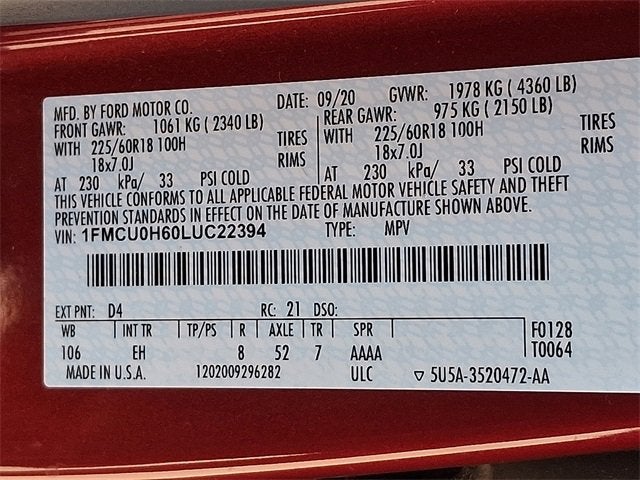 MFD. BY FORD MOTOR CO. DATE: 09/20 GVWR: 1978 KG ( 4360 LB)
FRONT GAWR: 1061 KG ( 2340 LB) REAR GAWR: 975 KG ( 2150 LB)
WITH 225/60R18 100H TIRES WITH 225/60R18 100H TIRES
18x7.0J RIMS 18x7.0J RIMS
AT 230 kPa/ 33 PSI COLD AT 230 kPa/ 33 PSI COLD
THIS VEHICLE CONFORMS TO ALL APPLICABLE FEDERAL MOTOR VEHICLE SAFETY AND THEFT
PREVENTION STANDARDS IN EFFECT ON THE DATE OF MANUFACTURE SHOWN ABOVE.
VIN: 1FMCU0H60LUC22394 TYPE: MPV
EXT PNT: D4 RC: 21 DSO:
WB INT TR TP/PS R AXLE TR SPR F0128
106 EH 8 52 7 AAAA T0064
MADE IN U.S.A. 1202009296282 ULC ▽ 5U5A-3520472-AA